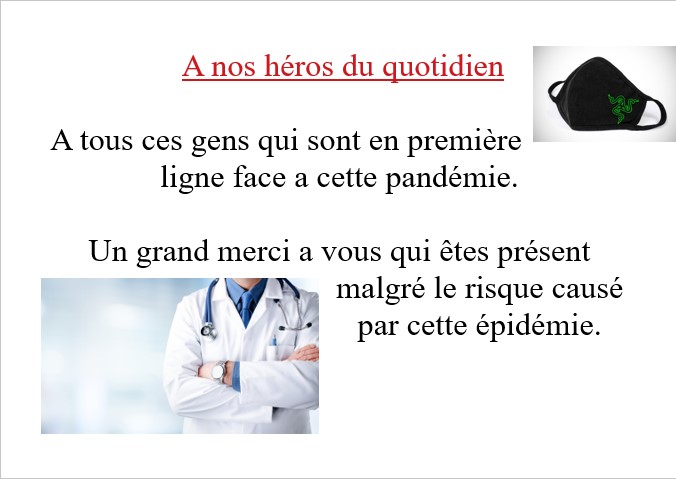 A nos héros du quotidien
A tous ces gens qui sont en première
ligne face a cette pandémie.
Un grand merci a vous qui êtes présent
malgré le risque causé
par cette épidémie.